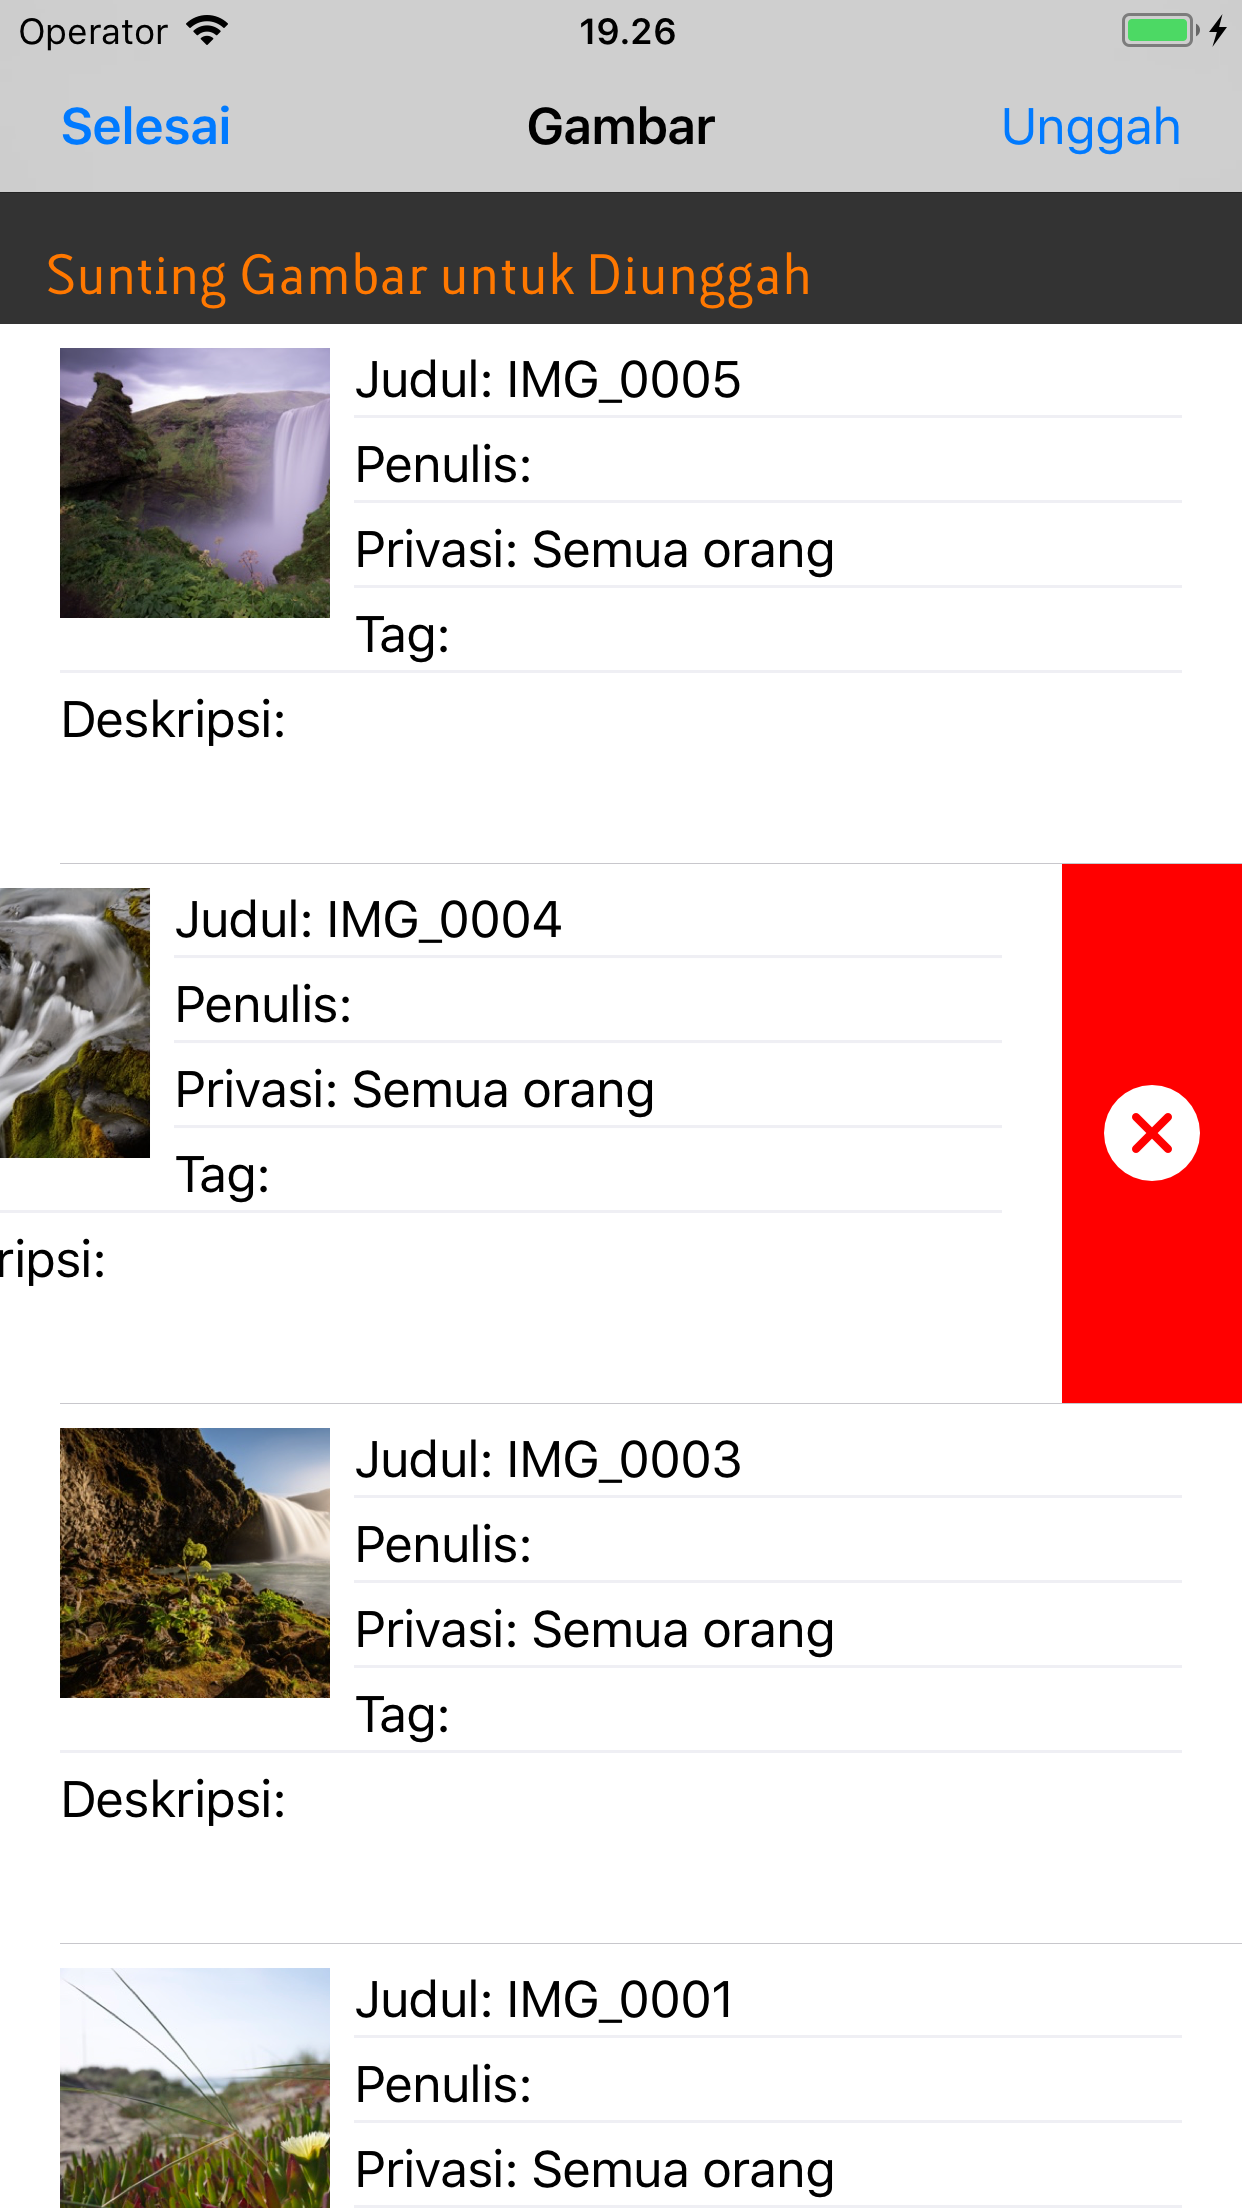 Operator 19.26
Selesai Gambar Unggah
Sunting Gambar untuk Diunggah
Judul: IMG_0005
Penulis:
Privasi: Semua orang
Tag:
Deskripsi:
Judul: IMG_0004
Penulis:
Privasi: Semua orang
Tag:
ripsi:
Judul: IMG_0003
Penulis:
Privasi: Semua orang
Tag:
Deskripsi:
Judul: IMG_0001
Penulis:
Privasi: Semua orang